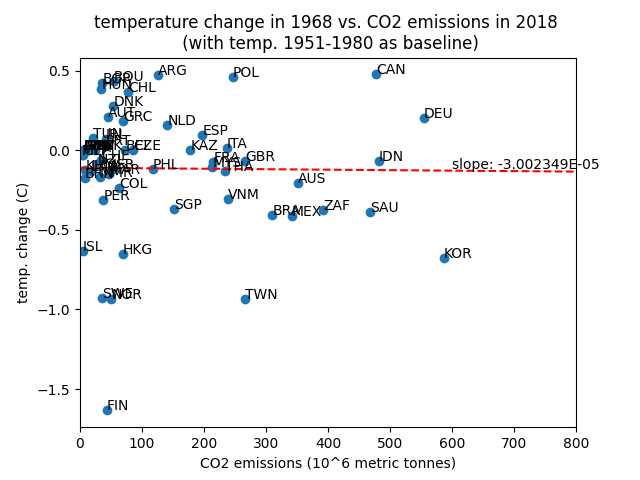 temperature change in 1968 vs. CO2 emissions in 2018
(with temp. 1951-1980 as baseline)
temp. change (C)
0.5
0.0
−0.5
−1.0
−1.5
ARG
POL
CAN
ROU
HUN
CHL
DNK
AUT
GRC
NLD
DEU
ESP
ITA
CZE
KAZ
FRA
GBR
IDN
PHL
THA
slope: -3.002349E-05
COL
PER
VNM
AUS
SGP
BRA
MEX
ZAF
SAU
ISL
HKG
KOR
SWE
NOR
TWN
FIN
0 100 200 300 400 500 600 700 800
CO2 emissions (10^6 metric tonnes)